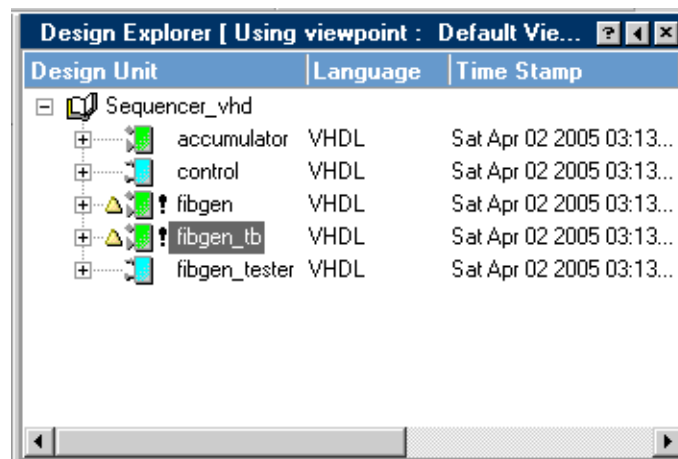 Design Explorer [ Using viewpoint : Default Vie...
Design Unit Language Time Stamp
Sequencer_vhd
accumulator VHDL Sat Apr 02 2005 03:13...
control VHDL Sat Apr 02 2005 03:13...
! fibgen VHDL Sat Apr 02 2005 03:13...
! fibgen_tb VHDL Sat Apr 02 2005 03:13...
fibgen_tester VHDL Sat Apr 02 2005 03:13...